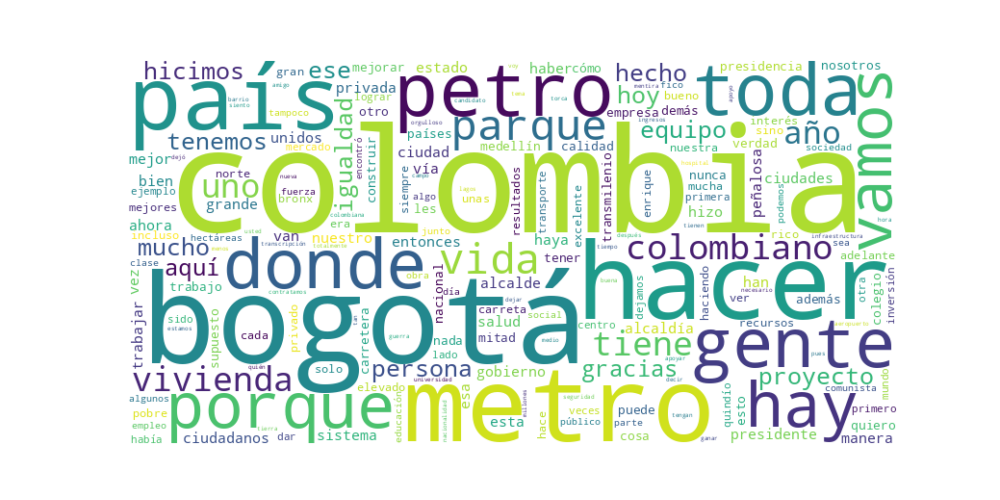 hicimos
gran
ese
mejorar
estado
habercómo
hecho
hoy
fico
bueno
presidencia
nosotros
país
privada
lograr
petro
empresa
demás
toda
tampoco
otro
parque
equipo
interés
tenemos
unidos
mercado
igualdad
países
medellín
calidad
nuestra
sino
verdad
año
sociedad
vamos
mejor
norte
construir
ciudad
vía
colombia
bien
uno
fuerza
siempre
algo
les
unas
resultados
transporte
excelente
transmilenio
enrique
nunca
mucha
primera
peñalosa
hizo
ciudades
podemos
ejemplo
mejores
grande
bronx
era
ahora
incluso
hectáreas
van
nuestro
junto
entonces
haya
tener
colombiano
rico
sea
infraestructura
adelante
mucho
donde
vida
hacer
clase
vez
aquí
trabajo
transcripción
alcalde
nacional
día
obra
carreta
dejamos
haciendo
ver
han
además
otra
colegio
inversión
trabajar
sido
supuesto
cada
bogotá
privado
carretera
salud
social
mitad
centro
alcaldía
recursos
solo
nada
lado
persona
gobierno
tiene
gente
vivienda
elevado
universidad
gracias
proyecto
comunista
mundo
algunos
pobre
empleo
había
porque
educación
metro
esa
esta
hace
veces
público
puede
parte
cosa
quindío
esto
hay
primero
quiero
manera
ciudadanos
dar
sistema
presidente